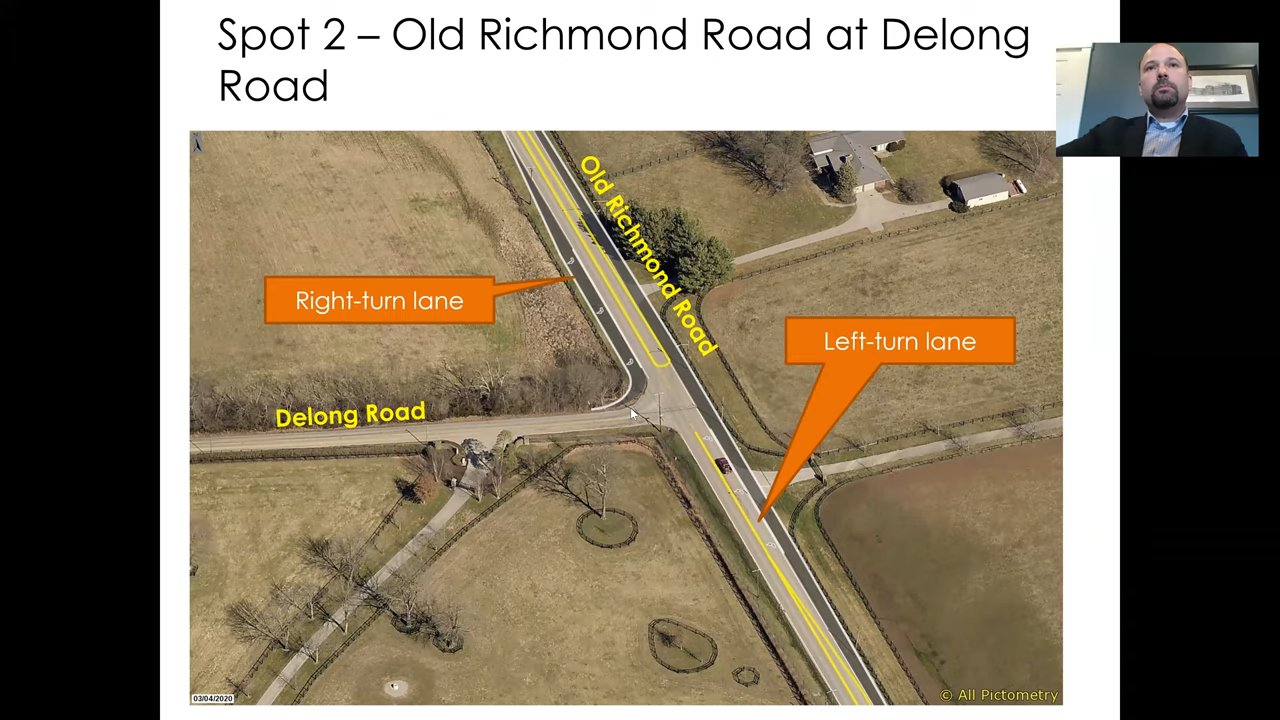 Spot 2 – Old Richmond Road at Delong
Road
Old Richmond Road
Right-turn lane
Left-turn lane
Delong Road
03/04/2020
© All Pictometry